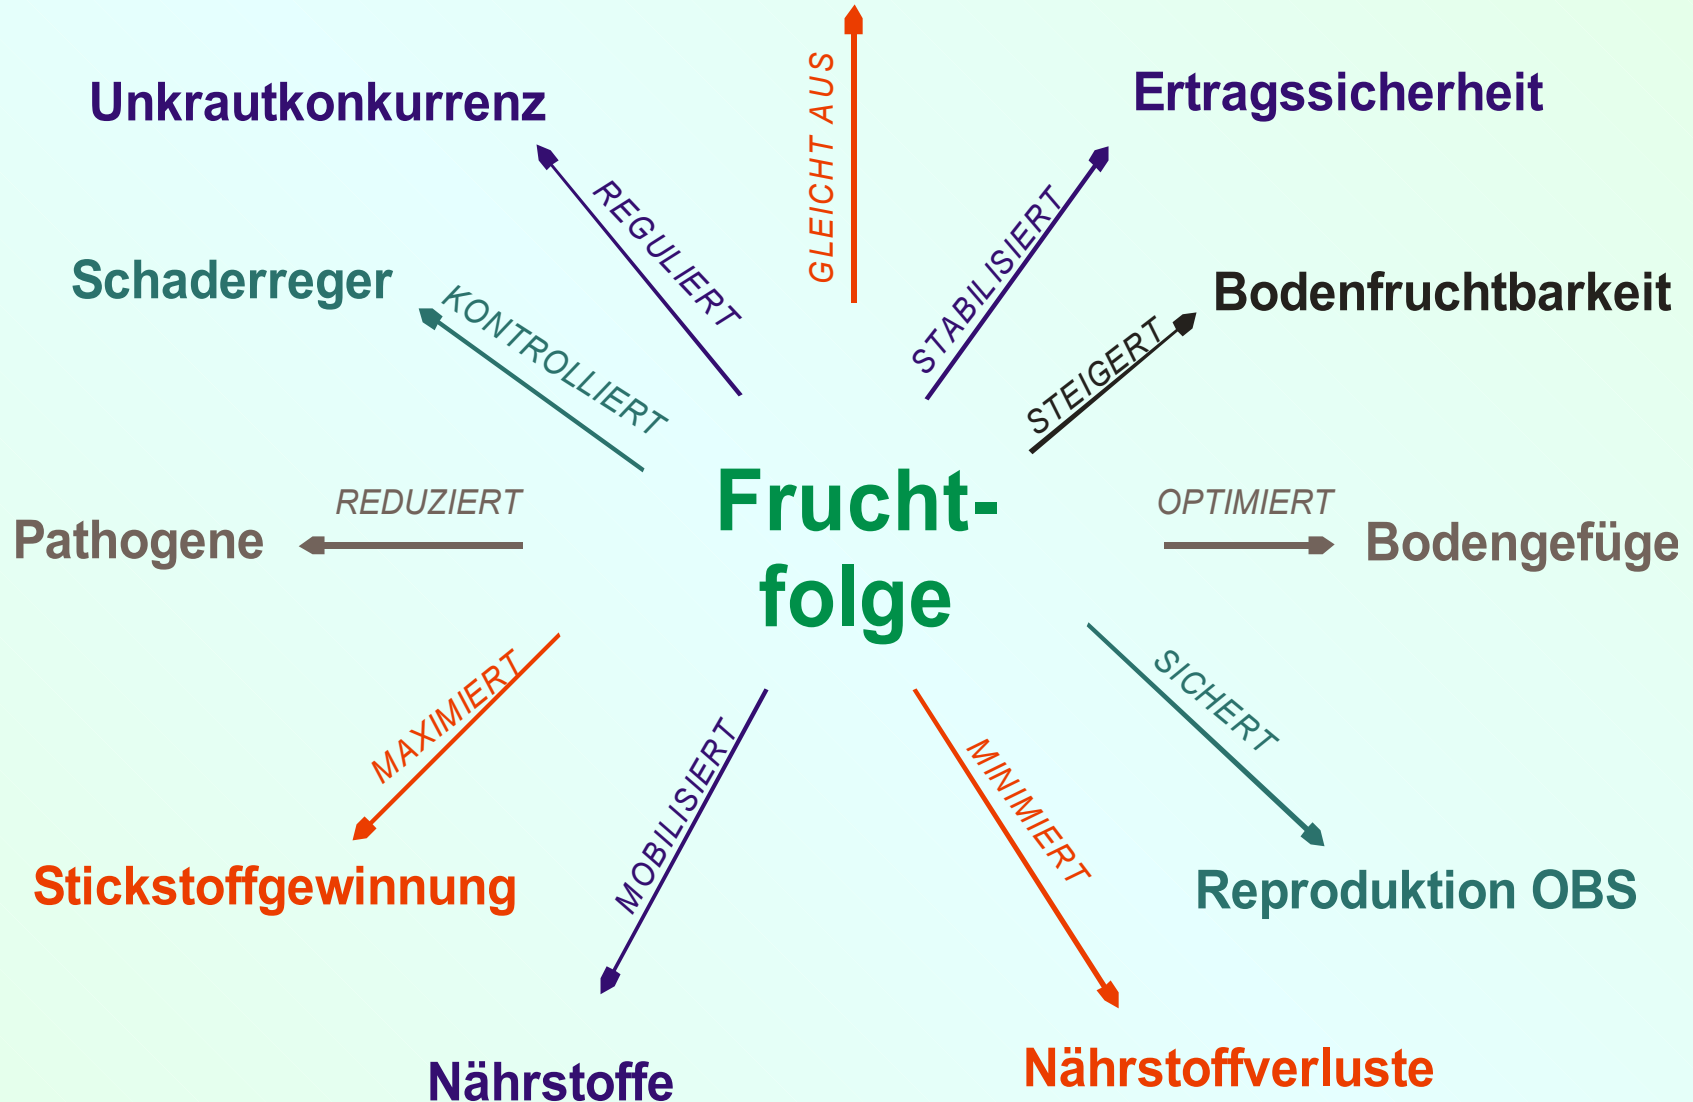 GLEICHT AUS
Unkrautkonkurrenz
REGULIERT
Ertragssicherheit
STABILISIERT
Schaderreger
KONTROLLIERT
Bodenfruchtbarkeit
STEIGERT
Pathogene
REDUZIERT
Frucht-
folge
OPTIMIERT
Bodengefüge
MAXIMIERT
Stickstoffgewinnung
MOBILISIERT
Nährstoffe
MINIMIERT
Nährstoffverluste
SICHERT
Reproduktion OBS